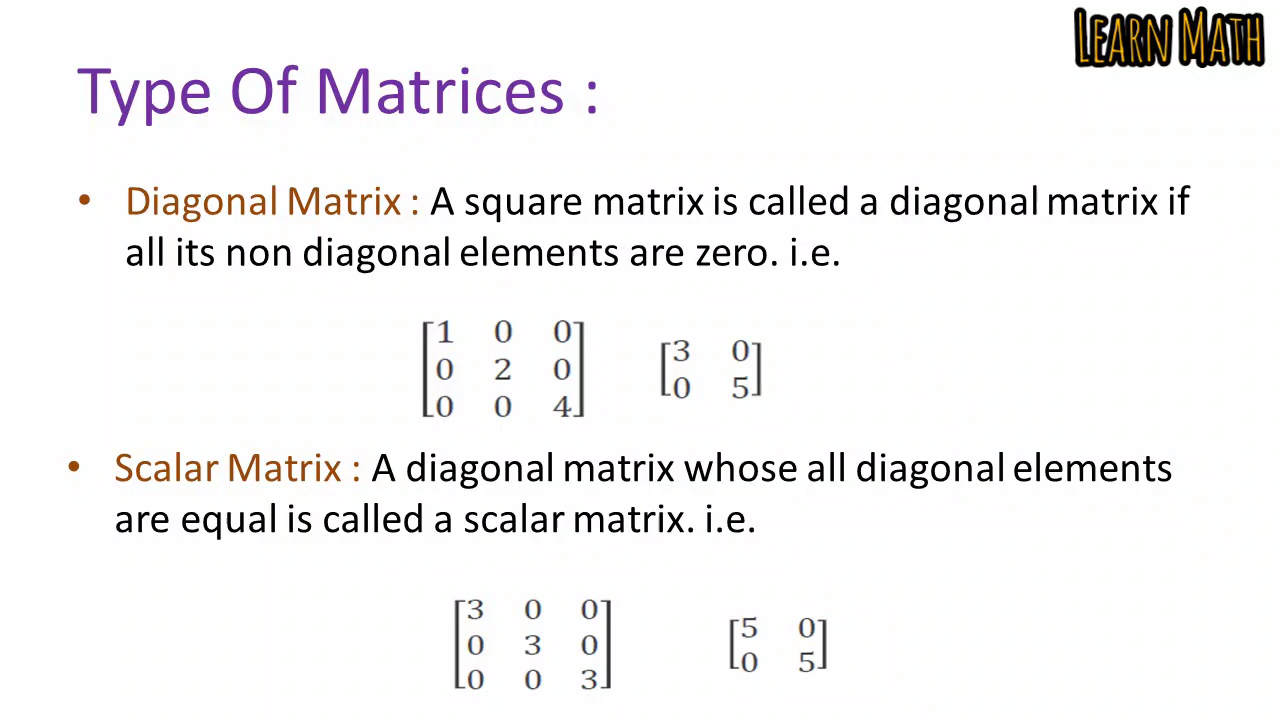 LEARN MATH
Type Of Matrices :
• Diagonal Matrix : A square matrix is called a diagonal matrix if
all its non diagonal elements are zero. i.e.
[1 0 0]
[0 2 0]
[0 0 4]
[3 0]
[0 5]
• Scalar Matrix : A diagonal matrix whose all diagonal elements
are equal is called a scalar matrix. i.e.
[3 0 0]
[0 3 0]
[0 0 3]
[5 0]
[0 5]